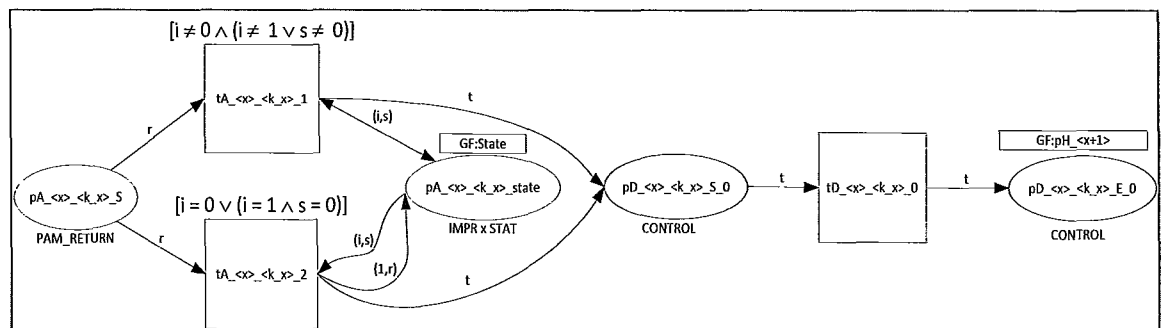 [i ≠ 0 ∧ (i ≠ 1 ∨ s ≠ 0)]
tA_<x>_<k_x>_1
t
r
(i,s)
GF:State
GF:pH_<x+1>
pA_<x>_<k_x>_S
pA_<x>_<k_x>_state
pD_<x>_<k_x>_S_0
t
tD_<x>_<k_x>_0
t
pD_<x>_<k_x>_E_0
[i = 0 ∨ (i = 1 ∧ s = 0)]
PAM_RETURN
IMPR x STAT
CONTROL
CONTROL
r
(i,s)
tA_<x>_<k_x>_2
(1,r)
t